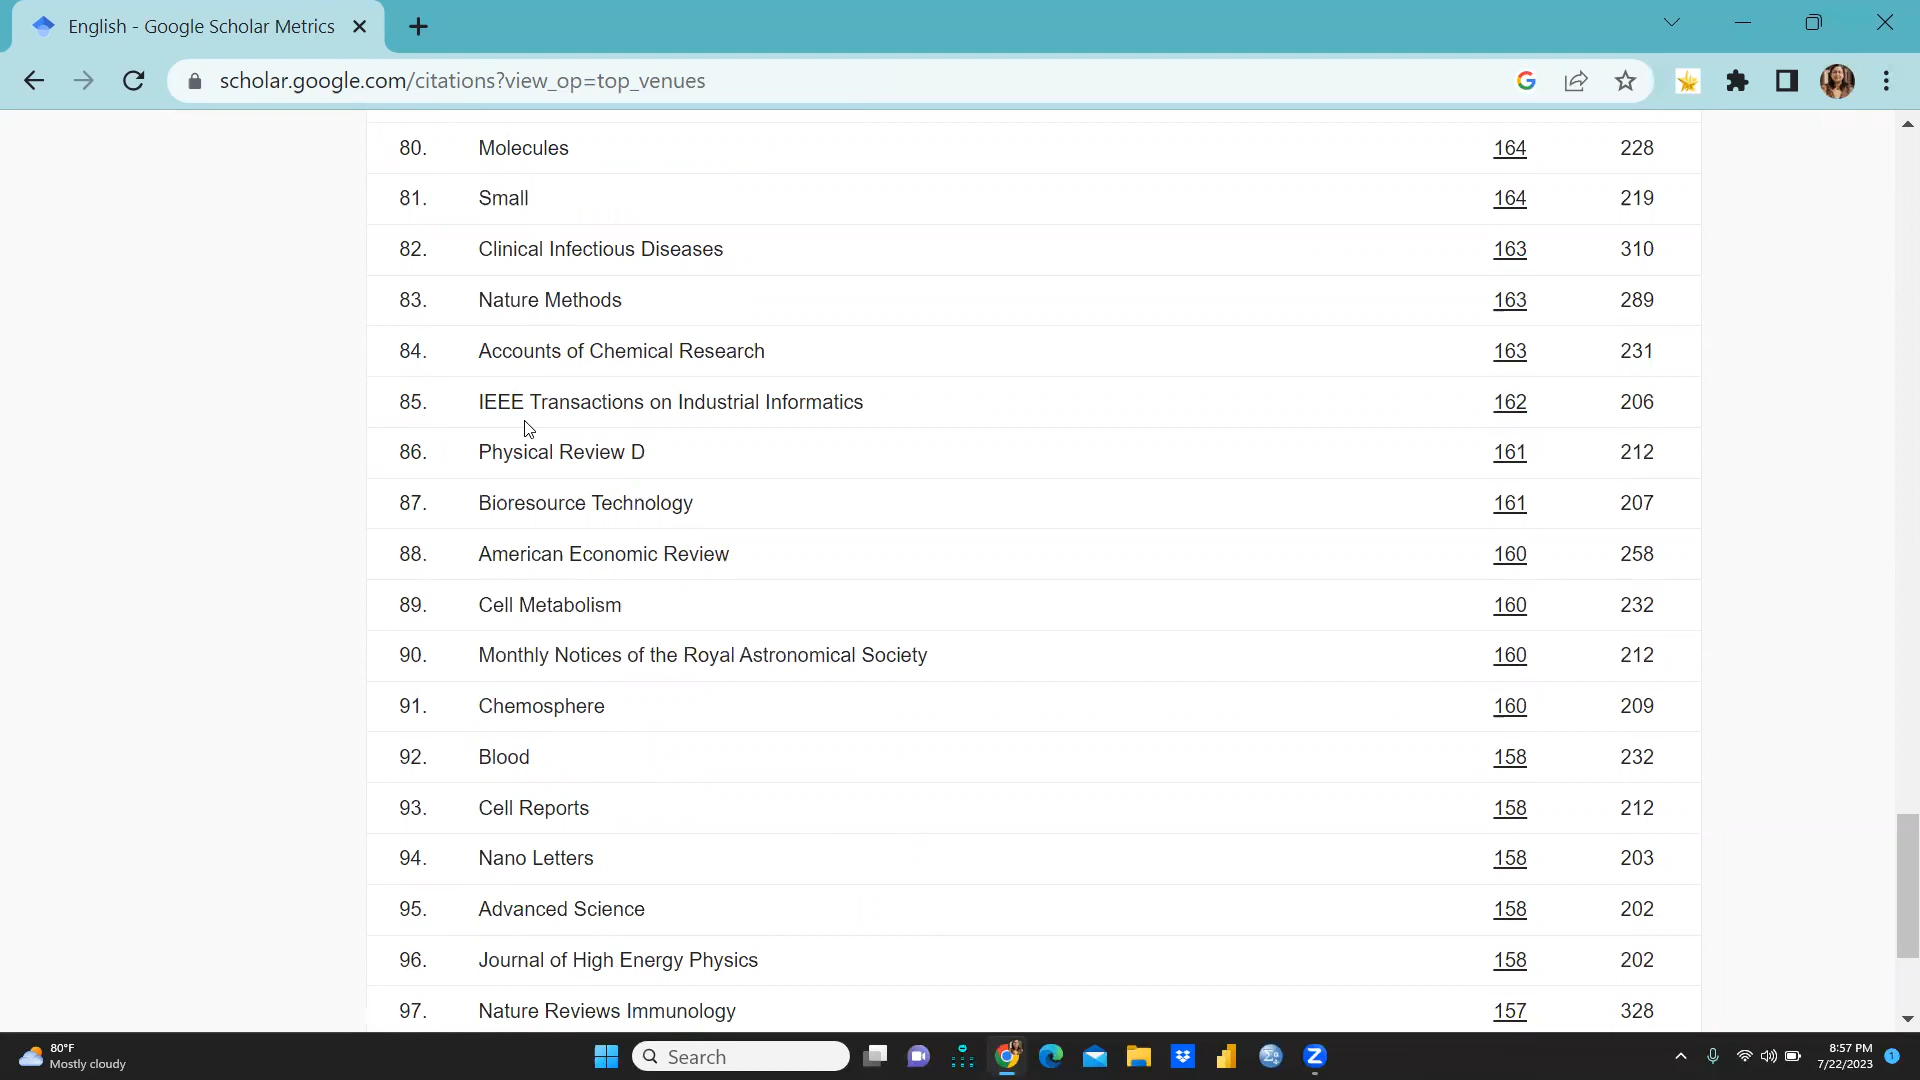 English - Google Scholar Metrics
scholar.google.com/citations?view_op=top_venues
80. Molecules 164 228
81. Small 164 219
82. Clinical Infectious Diseases 163 310
83. Nature Methods 163 289
84. Accounts of Chemical Research 163 231
85. IEEE Transactions on Industrial Informatics 162 206
86. Physical Review D 161 212
87. Bioresource Technology 161 207
88. American Economic Review 160 258
89. Cell Metabolism 160 232
90. Monthly Notices of the Royal Astronomical Society 160 212
91. Chemosphere 160 209
92. Blood 158 232
93. Cell Reports 158 212
94. Nano Letters 158 203
95. Advanced Science 158 202
96. Journal of High Energy Physics 158 202
97. Nature Reviews Immunology 157 328
80°F
Mostly cloudy
Search
8:57 PM
7/22/2023
1